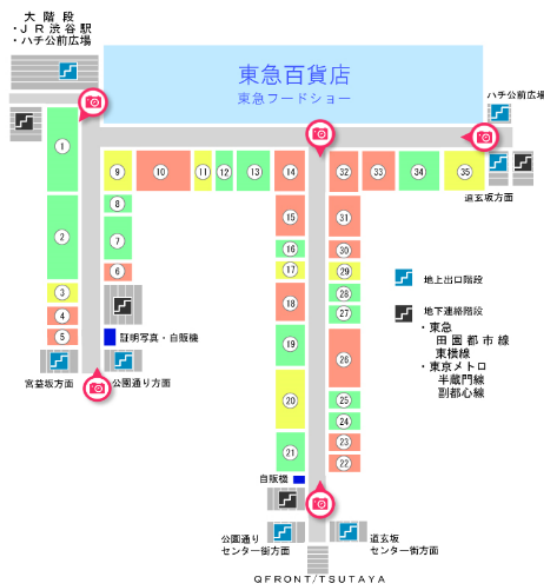 大階段
・JR渋谷駅
・ハチ公前広場
東急百貨店
東急フードショー
ハチ公前広場
1
9
10
11
12
13
14
32
33
34
35
道玄坂方面
8
15
31
2
7
16
30
3
6
17
29
地上出口階段
4
18
28
地下連絡階段
27
5
証明写真・自販機
19
26
・東急
田園都市線
東横線
・東京メトロ
半蔵門線
副都心線
宮益坂方面
公園通り方面
20
25
24
21
23
22
自販機
公園通り
センター街方面
道玄坂
センター街方面
QFRONT/TSUTAYA